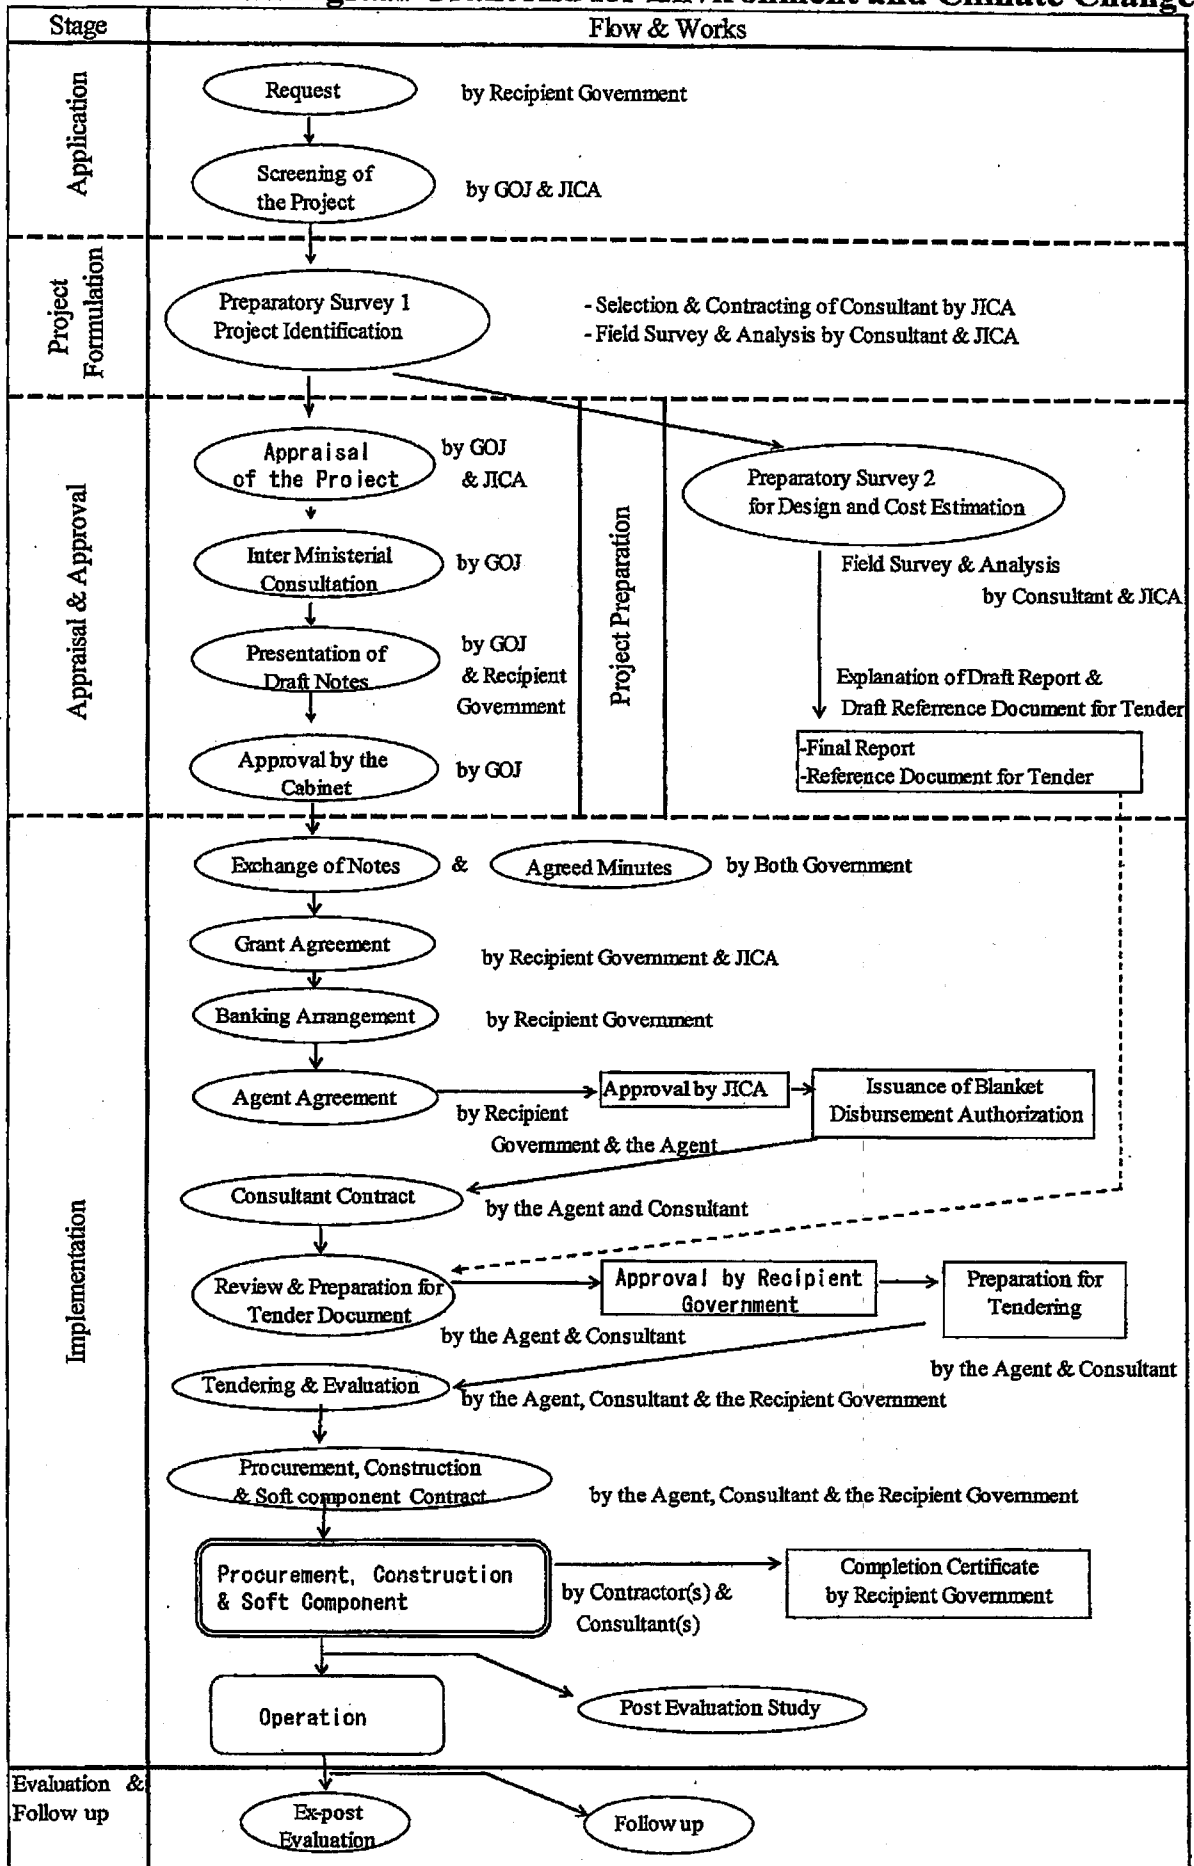 for Environment and Climate Change
Stage
Flow & Works
Application
Request
by Recipient Government
Screening of
the Project
by GOJ & JICA
Project
Formulation
Preparatory Survey 1
Project Identification
- Selection & Contracting of Consultant by JICA
- Field Survey & Analysis by Consultant & JICA
Appraisal & Approval
Appraisal
of the Project
by GOJ
& JICA
Inter Ministerial
Consultation
by GOJ
Presentation of
Draft Notes
by GOJ
& Recipient
Government
Approval by the
Cabinet
by GOJ
Project Preparation
Preparatory Survey 2
for Design and Cost Estimation
Field Survey & Analysis
by Consultant & JICA
Explanation of Draft Report &
Draft Referrence Document for Tender
-Final Report
-Reference Document for Tender
Implementation
Exchange of Notes
&
Agreed Minutes
by Both Government
Grant Agreement
by Recipient Government & JICA
Banking Arrangement
by Recipient Government
Agent Agreement
by Recipient
Government & the Agent
Approval by JICA
Issuance of Blanket
Disbursement Authorization
Consultant Contract
by the Agent and Consultant
Review & Preparation for
Tender Document
by the Agent & Consultant
Approval by Recipient
Government
Preparation for
Tendering
by the Agent & Consultant
Tendering & Evaluation
by the Agent, Consultant & the Recipient Government
Procurement, Construction
& Soft component Contract
by the Agent, Consultant & the Recipient Government
Procurement, Construction
& Soft Component
by Contractor(s) &
Consultant(s)
Completion Certificate
by Recipient Government
Operation
Post Evaluation Study
Evaluation &
Follow up
Ex-post
Evaluation
Follow up